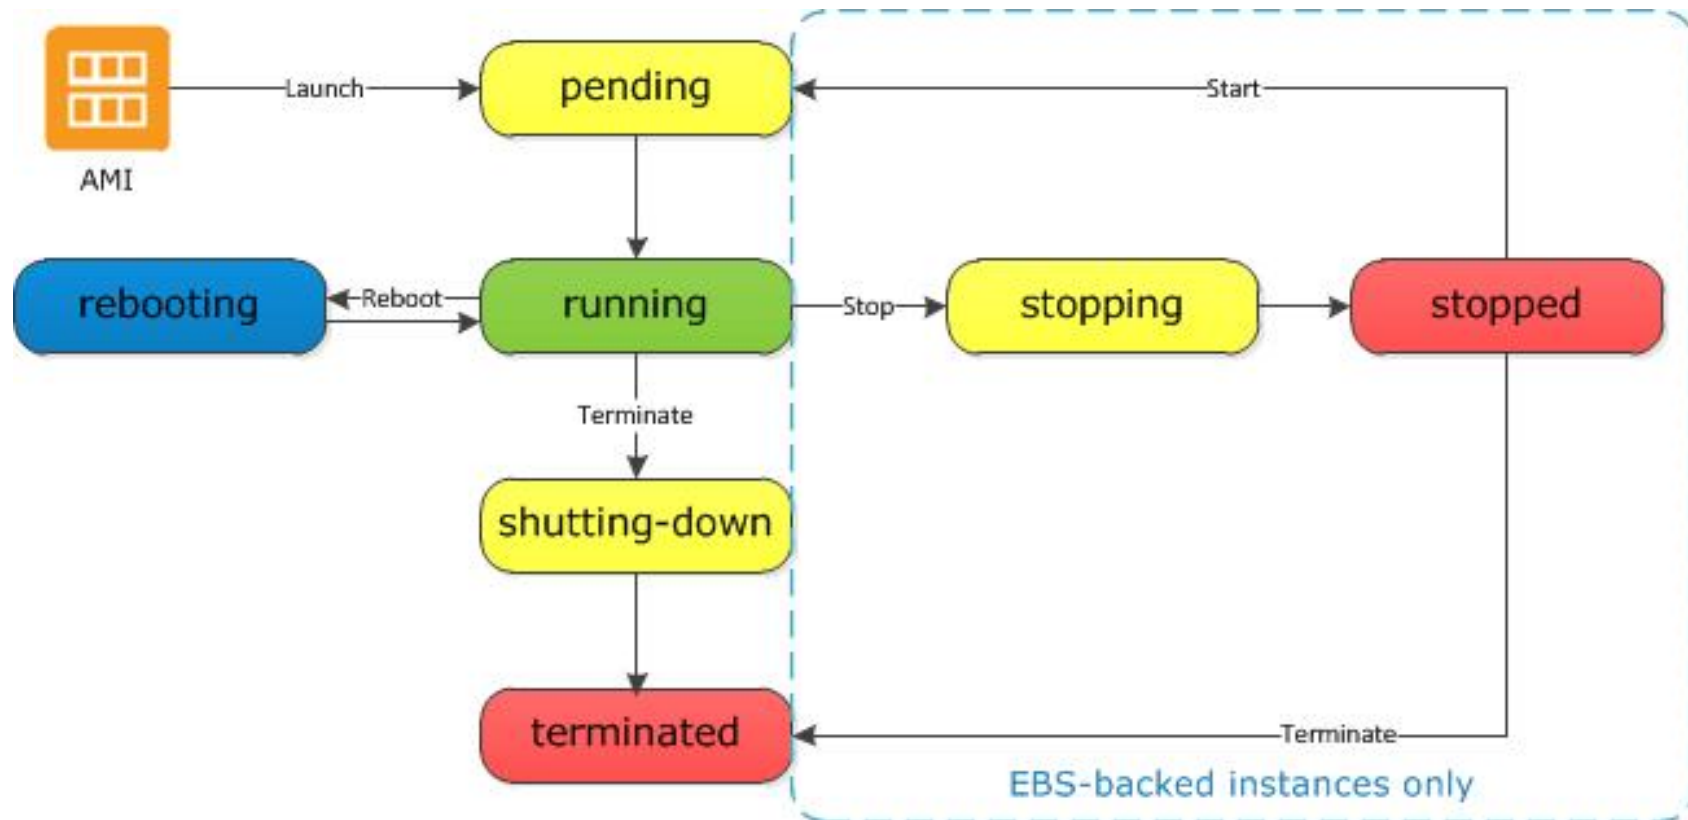 Launch
pending
Start
AMI
rebooting
Reboot
running
Stop
stopping
stopped
Terminate
shutting-down
terminated
Terminate
EBS-backed instances only